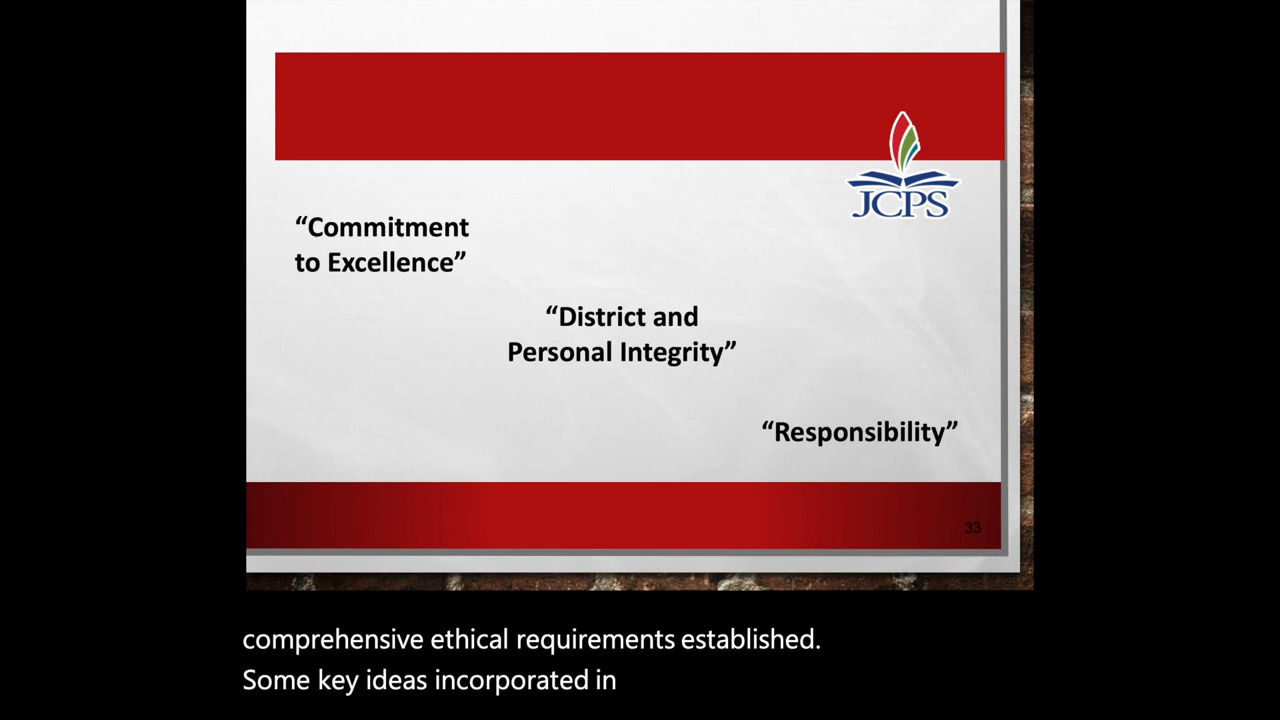 JCPS
“Commitment
to Excellence”
“District and
Personal Integrity”
“Responsibility”
33
comprehensive ethical requirements established.
Some key ideas incorporated in